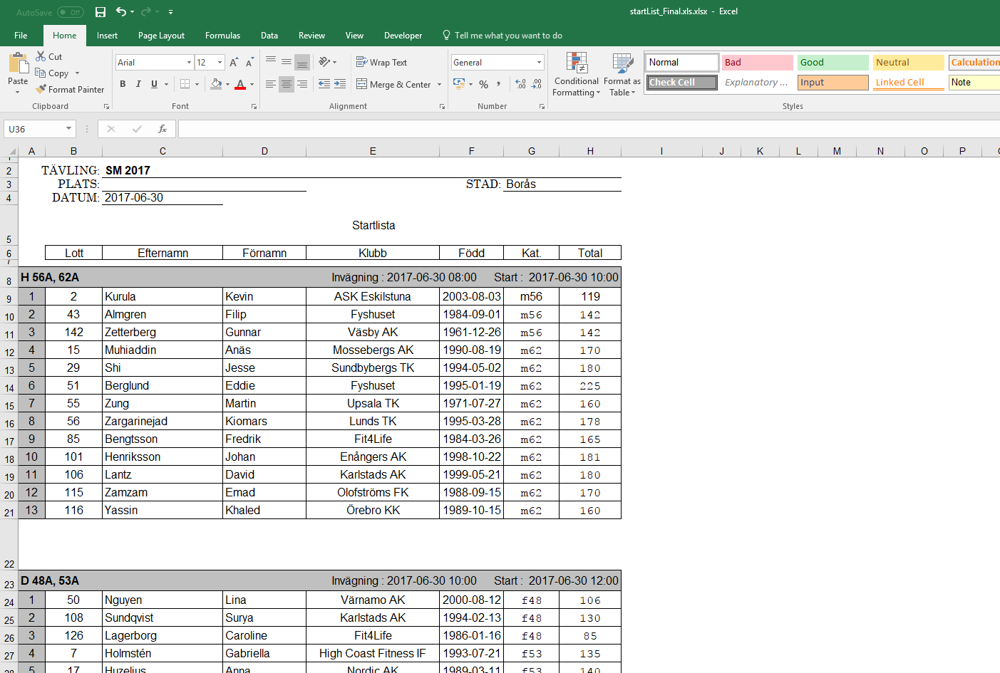 AutoSave Off
startList_Final.xls.xlsx - Excel
File Home Insert Page Layout Formulas Data Review View Developer Tell me what you want to do
Paste Cut Copy Format Painter Clipboard
Arial 12 B I U A Font
Wrap Text Merge & Center Alignment
General % Number
Conditional Formatting Format as Table
Normal Bad Good Neutral Calculation
Check Cell Explanatory ... Input Linked Cell Note
Styles
U36 fx
A B C D E F G H I J K L M N O P
2 TÄVLING: SM 2017
3 PLATS: STAD: Borås
4 DATUM: 2017-06-30
5 Startlista
6 Lott Efternamn Förnamn Klubb Född Kat. Total
7
8 H 56A, 62A Invägning : 2017-06-30 08:00 Start : 2017-06-30 10:00
9 1 2 Kurula Kevin ASK Eskilstuna 2003-08-03 m56 119
10 2 43 Almgren Filip Fyshuset 1984-09-01 m56 142
11 3 142 Zetterberg Gunnar Väsby AK 1961-12-26 m56 142
12 4 15 Muhiaddin Anäs Mossebergs AK 1990-08-19 m62 170
13 5 29 Shi Jesse Sundbybergs TK 1994-05-02 m62 180
14 6 51 Berglund Eddie Fyshuset 1995-01-19 m62 225
15 7 55 Zung Martin Upsala TK 1971-07-27 m62 160
16 8 56 Zargarinejad Kiomars Lunds TK 1995-03-28 m62 178
17 9 85 Bengtsson Fredrik Fit4Life 1984-03-26 m62 165
18 10 101 Henriksson Johan Enångers AK 1998-10-22 m62 181
19 11 106 Lantz David Karlstads AK 1999-05-21 m62 180
20 12 115 Zamzam Emad Olofströms FK 1988-09-15 m62 170
21 13 116 Yassin Khaled Örebro KK 1989-10-15 m62 160
22
23 D 48A, 53A Invägning : 2017-06-30 10:00 Start : 2017-06-30 12:00
24 1 50 Nguyen Lina Värnamo AK 2000-08-12 f48 106
25 2 108 Sundqvist Surya Karlstads AK 1994-02-13 f48 130
26 3 126 Lagerborg Caroline Fit4Life 1986-01-16 f48 85
27 4 7 Holmstén Gabriella High Coast Fitness IF 1993-07-21 f53 135
28 5 17 Huzelius Anna Nordic AK 1989-03-11 f53 140